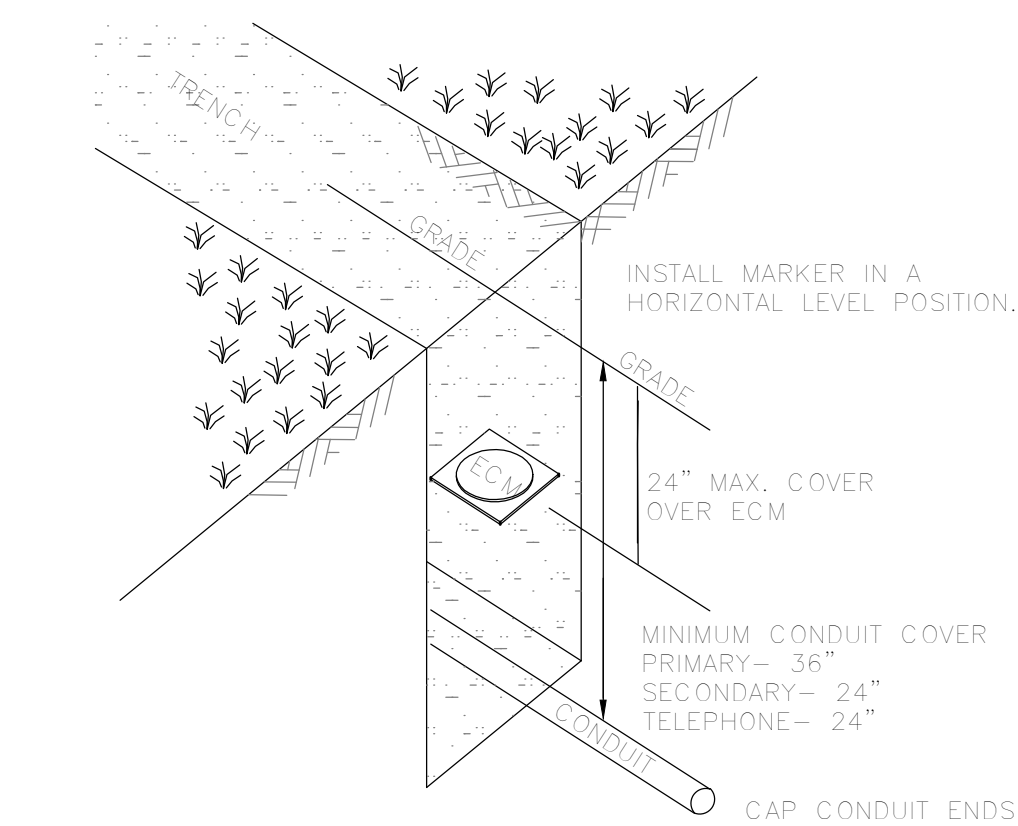 TRENCH
GRADE
INSTALL MARKER IN A
HORIZONTAL LEVEL POSITION.
GRADE
ECM
24” MAX. COVER
OVER ECM
MINIMUM CONDUIT COVER
PRIMARY– 36”
SECONDARY– 24”
TELEPHONE– 24”
CONDUIT
CAP CONDUIT ENDS